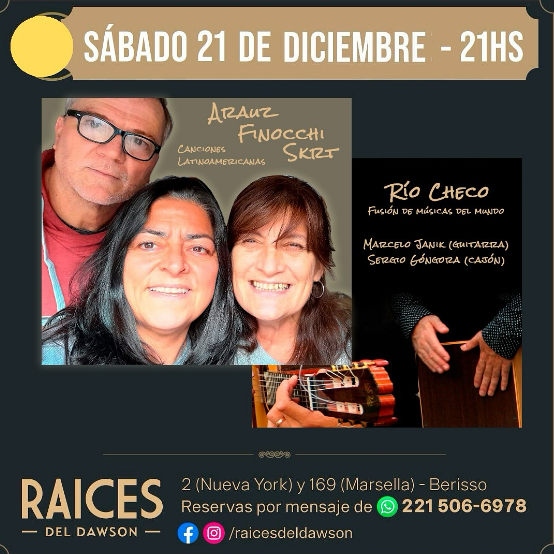 SÁBADO 21 DE DICIEMBRE - 21HS
ARAUZ
FINOCCHI
SKRT
CANCIONES
LATINOAMERICANAS
RÍO CHECO
FUSIÓN DE MÚSICAS DEL MUNDO
MARCELO JANIK (GUITARRA)
SERGIO GÓNGORA (CAJÓN)
RAICES
DEL DAWSON
2 (Nueva York) y 169 (Marsella) - Berisso
Reservas por mensaje de 221 506-6978
/raicesdeldawson